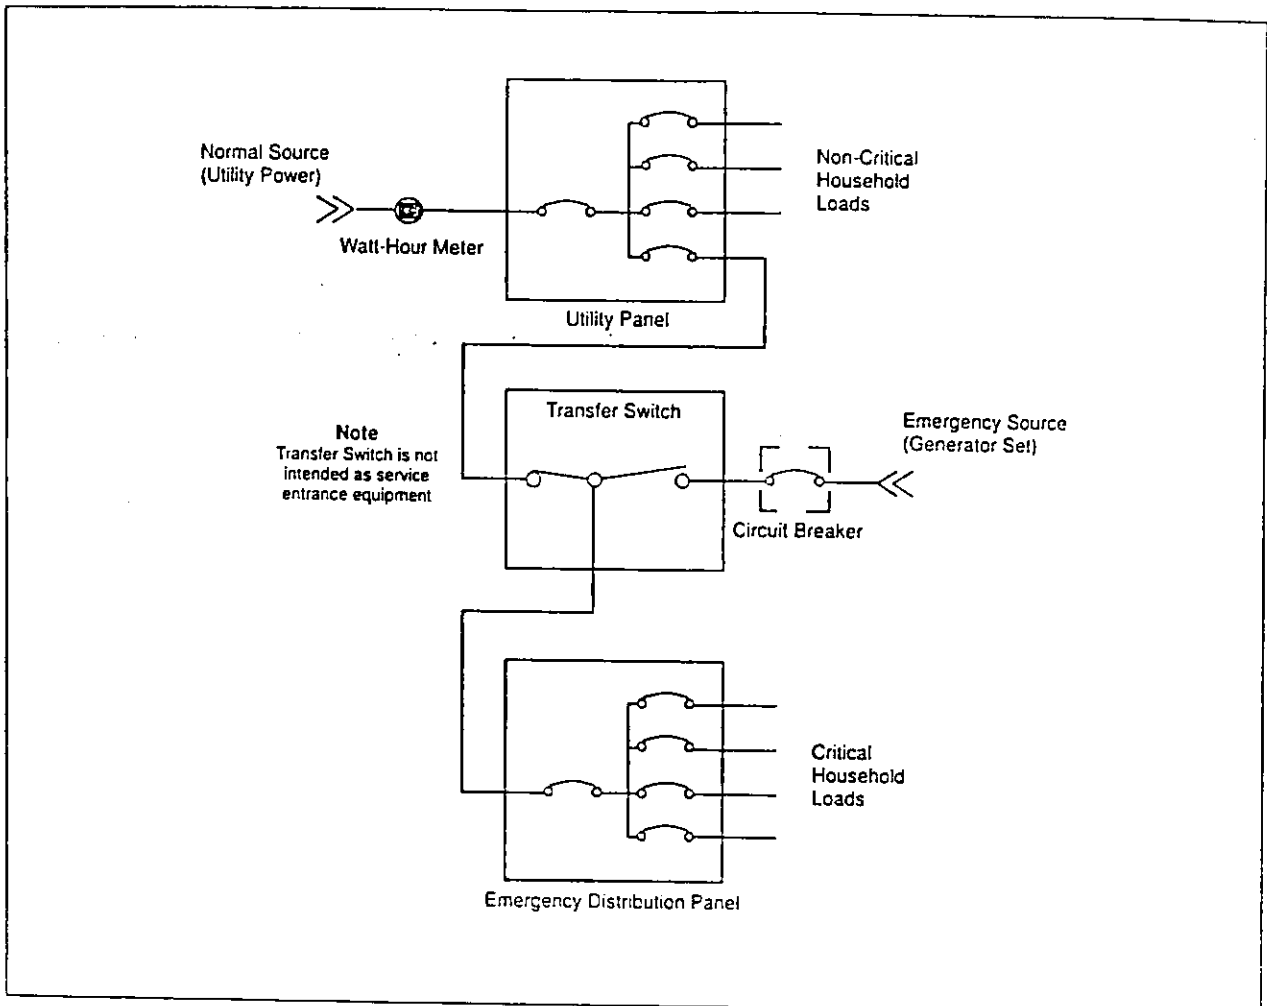 Normal Source
(Utility Power)
Watt-Hour Meter
Non-Critical
Household
Loads
Utility Panel
Transfer Switch
Note
Transfer Switch is not
intended as service
entrance equipment
Emergency Source
(Generator Set)
Circuit Breaker
Critical
Household
Loads
Emergency Distribution Panel